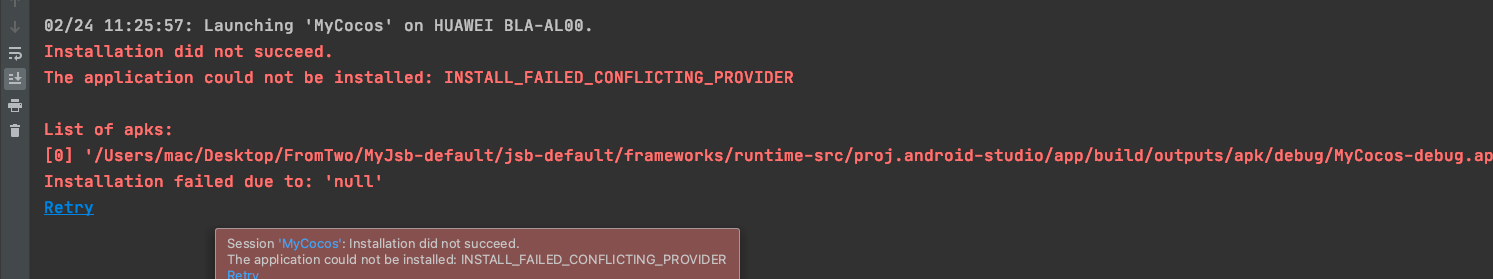 02/24 11:25:57: Launching 'MyCocos' on HUAWEI BLA-AL00.
Installation did not succeed.
The application could not be installed: INSTALL_FAILED_CONFLICTING_PROVIDER
List of apks:
[0] '/Users/mac/Desktop/FromTwo/MyJsb-default/jsb-default/frameworks/runtime-src/proj.android-studio/app/build/outputs/apk/debug/MyCocos-debug.ap
Installation failed due to: 'null'
Retry
Session 'MyCocos': Installation did not succeed.
The application could not be installed: INSTALL_FAILED_CONFLICTING_PROVIDER
Retry